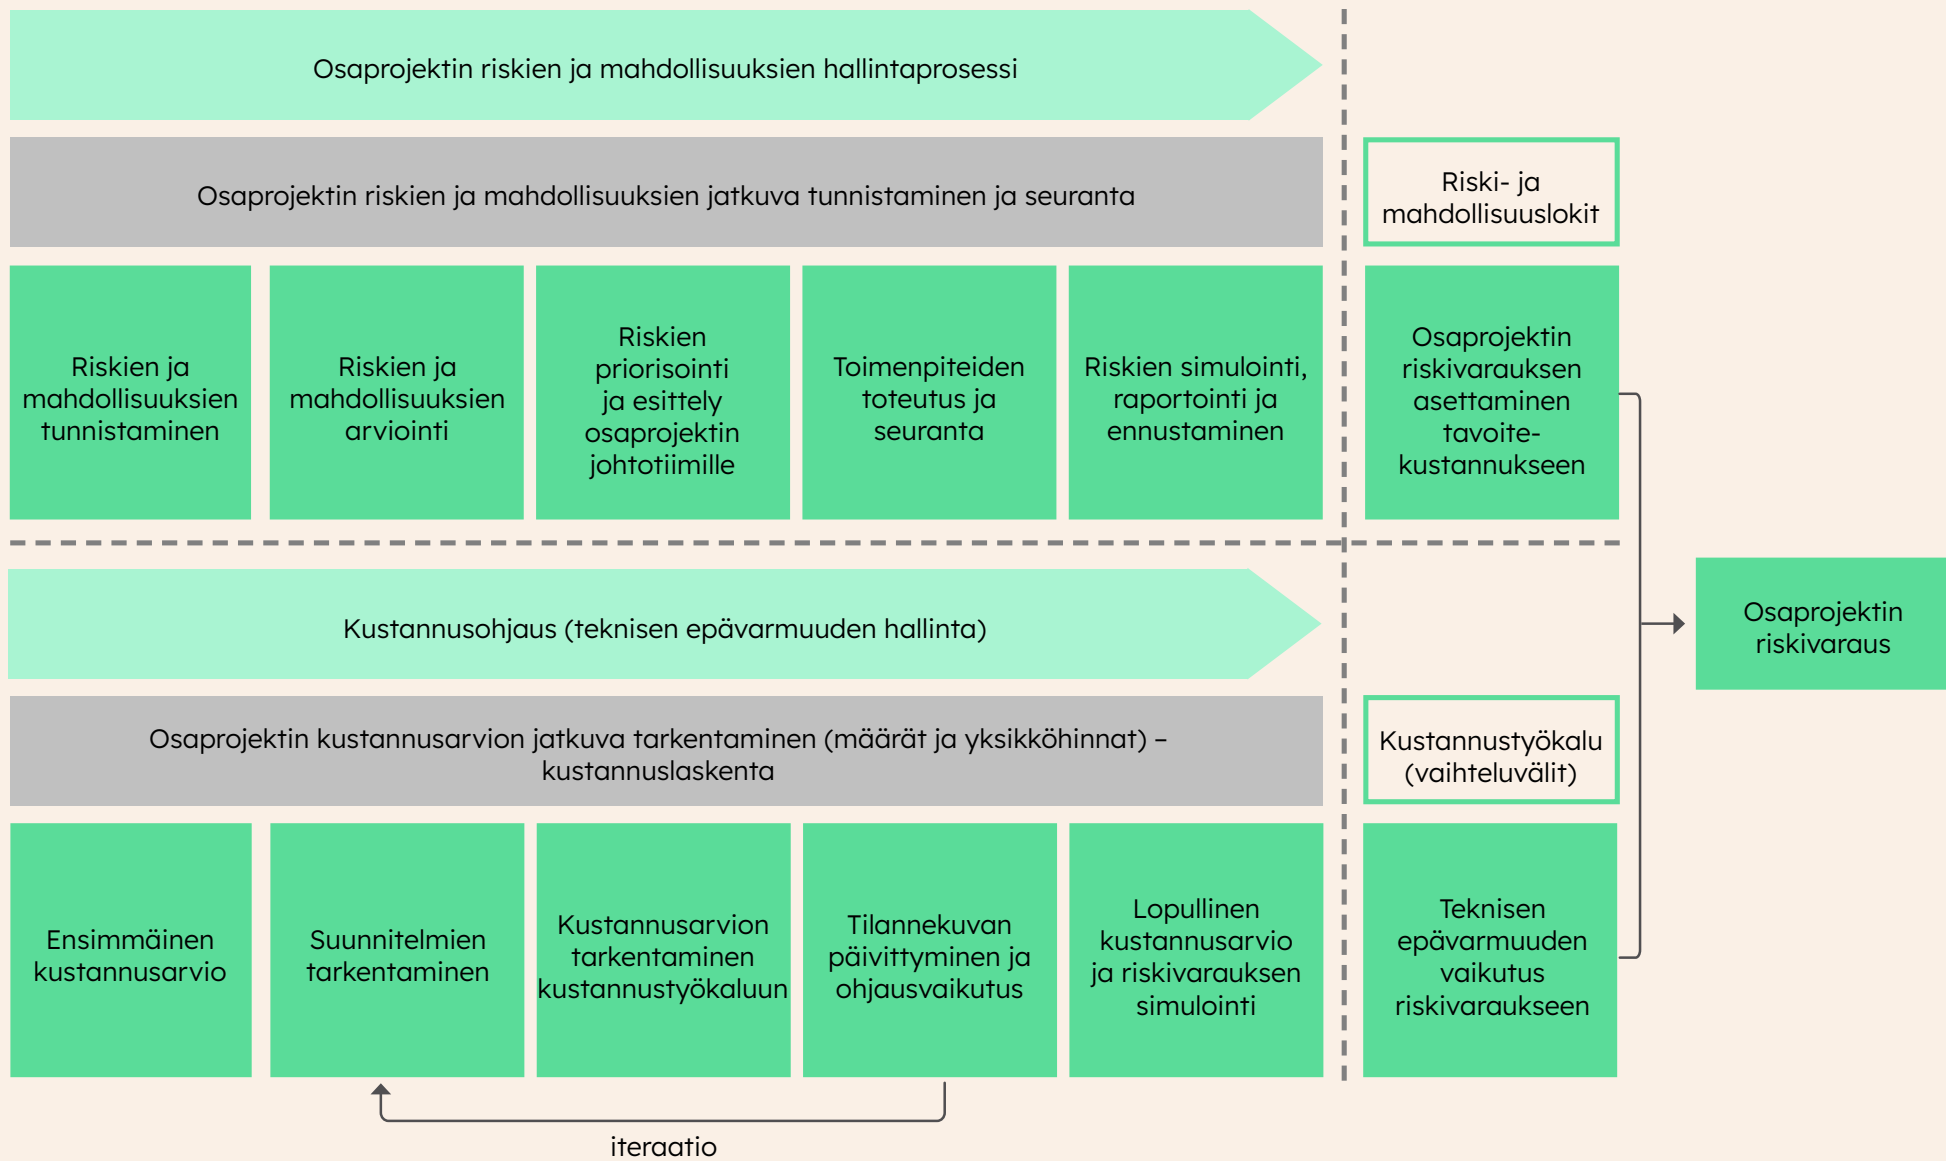 Osaprojektin riskien ja mahdollisuuksien hallintaprosessi
Osaprojektin riskien ja mahdollisuuksien jatkuva tunnistaminen ja seuranta
Riski- ja
mahdollisuuslokit
Riskien ja
mahdollisuuksien
tunnistaminen
Riskien ja
mahdollisuuksien
arviointi
Riskien
priorisointi
ja esittely
osaprojektin
johtotiimille
Toimenpiteiden
toteutus ja
seuranta
Riskien simulointi,
raportointi ja
ennustaminen
Osaprojektin
riskivarauksen
asettaminen
tavoite-
kustannukseen
Kustannusohjaus (teknisen epävarmuuden hallinta)
Osaprojektin
riskivaraus
Osaprojektin kustannusarvion jatkuva tarkentaminen (määrät ja yksikköhinnat) –
kustannuslaskenta
Kustannustyökalu
(vaihteluvälit)
Ensimmäinen
kustannusarvio
Suunnitelmien
tarkentaminen
Kustannusarvion
tarkentaminen
kustannustyökaluun
Tilannekuvan
päivittyminen ja
ohjausvaikutus
Lopullinen
kustannusarvio
ja riskivarauksen
simulointi
Teknisen
epävarmuuden
vaikutus
riskivaraukseen
iteraatio